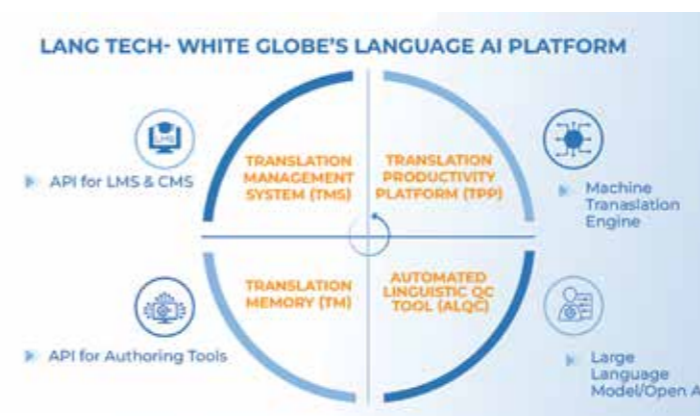 LANG TECH- WHITE GLOBE'S LANGUAGE AI PLATFORM
LMS
API for LMS & CMS
TRANSLATION
MANAGEMENT
SYSTEM (TMS)
TRANSLATION
PRODUCTIVITY
PLATFORM (TPP)
Machine
Tranaslation
Engine
TRANSLATION
MEMORY (TM)
AUTOMATED
LINGUISTIC QC
TOOL (ALQC)
API for Authoring Tools
Large
Language
Model/Open A